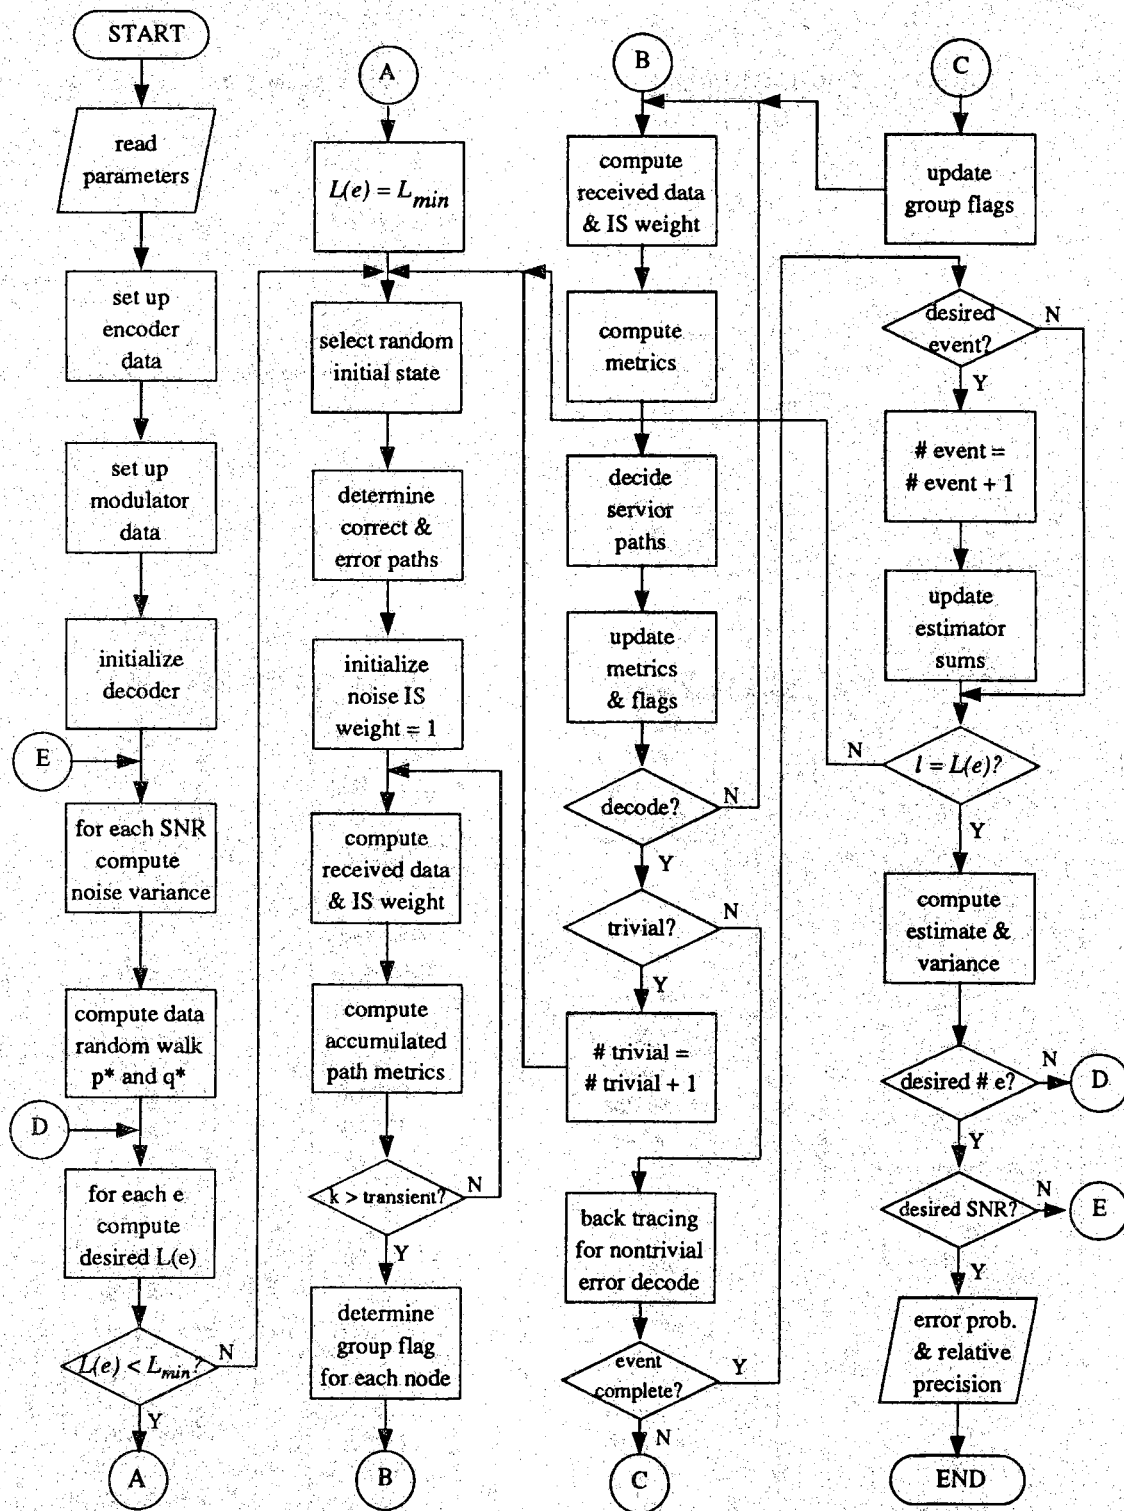 START
read
parameters
set up
encoder
data
set up
modulator
data
initialize
decoder
E
for each SNR
compute
noise variance
compute data
random walk
p* and q*
D
for each e
compute
desired L(e)
L(e) < Lmin?
N
Y
A
A
L(e) = Lmin
select random
initial state
determine
correct &
error paths
initialize
noise IS
weight = 1
compute
received data
& IS weight
compute
accumulated
path metrics
k > transient?
N
Y
determine
group flag
for each node
B
B
compute
received data
& IS weight
compute
metrics
decide
servior
paths
update
metrics
& flags
decode?
N
Y
trivial?
N
Y
# trivial =
# trivial + 1
back tracing
for nontrivial
error decode
event
complete?
Y
N
C
C
update
group flags
desired
event?
N
Y
# event =
# event + 1
update
estimator
sums
N
l = L(e)?
Y
compute
estimate &
variance
desired # e?
N
D
Y
desired SNR?
N
E
Y
error prob.
& relative
precision
END